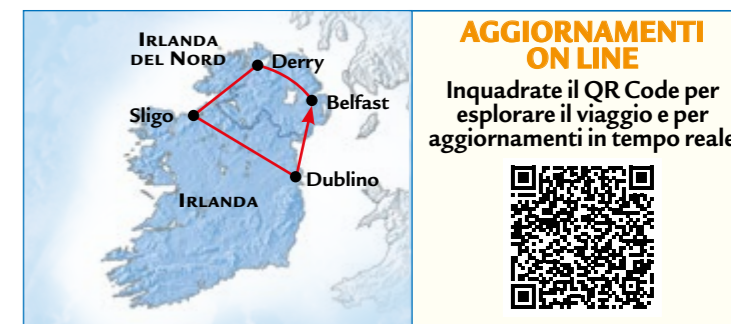 IRLANDA
DEL NORD
Derry
Belfast
Sligo
Dublino
IRLANDA
AGGIORNAMENTI
ON LINE
Inquadrate il QR Code per
esplorare il viaggio e per
aggiornamenti in tempo reale